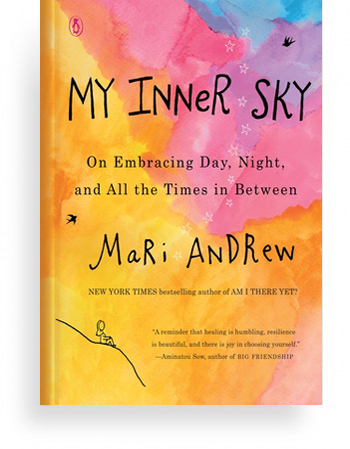 MY INNER SKY
On Embracing Day, Night,
and All the Times in Between
MARI ANDREW
NEW YORK TIMES bestselling author of AM I THERE YET?
"A reminder that healing is humbling, resilience
is beautiful, and there is joy in choosing yourself."
—Aminatou Sow, author of BIG FRIENDSHIP